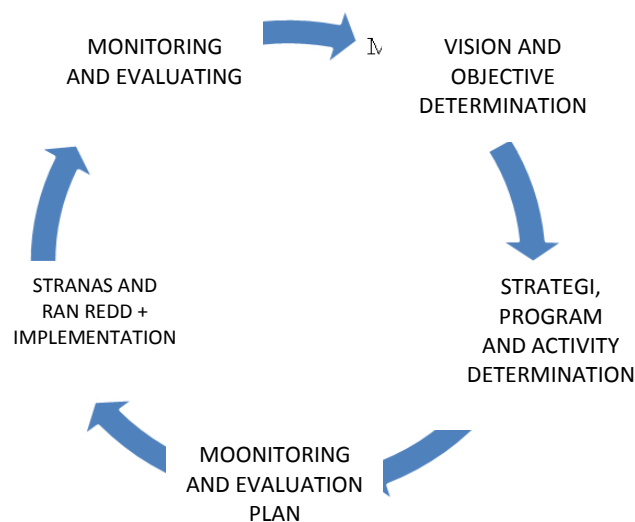 MONITORING
AND EVALUATING
VISION AND
OBJECTIVE
DETERMINATION
STRATEGI,
PROGRAM
AND ACTIVITY
DETERMINATION
MOONITORING
AND EVALUATION
PLAN
STRANAS AND
RAN REDD +
IMPLEMENTATION